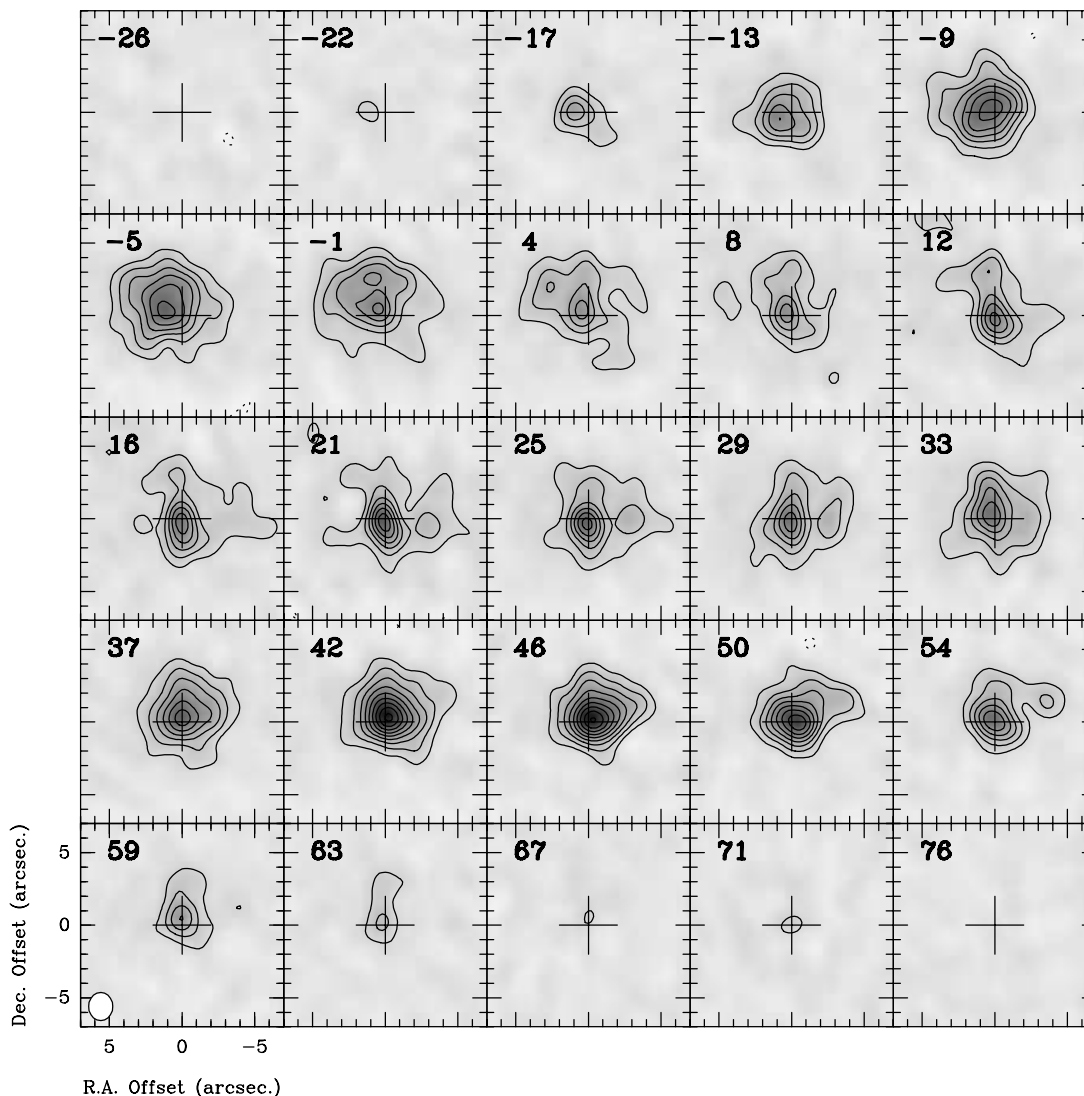 -26 -22 -17 -13 -9
-5 -1 4 8 12
16 21 25 29 33
37 42 46 50 54
59 63 67 71 76
5
0
-5
Dec. Offset (arcsec.)
5 0 -5
R.A. Offset (arcsec.)